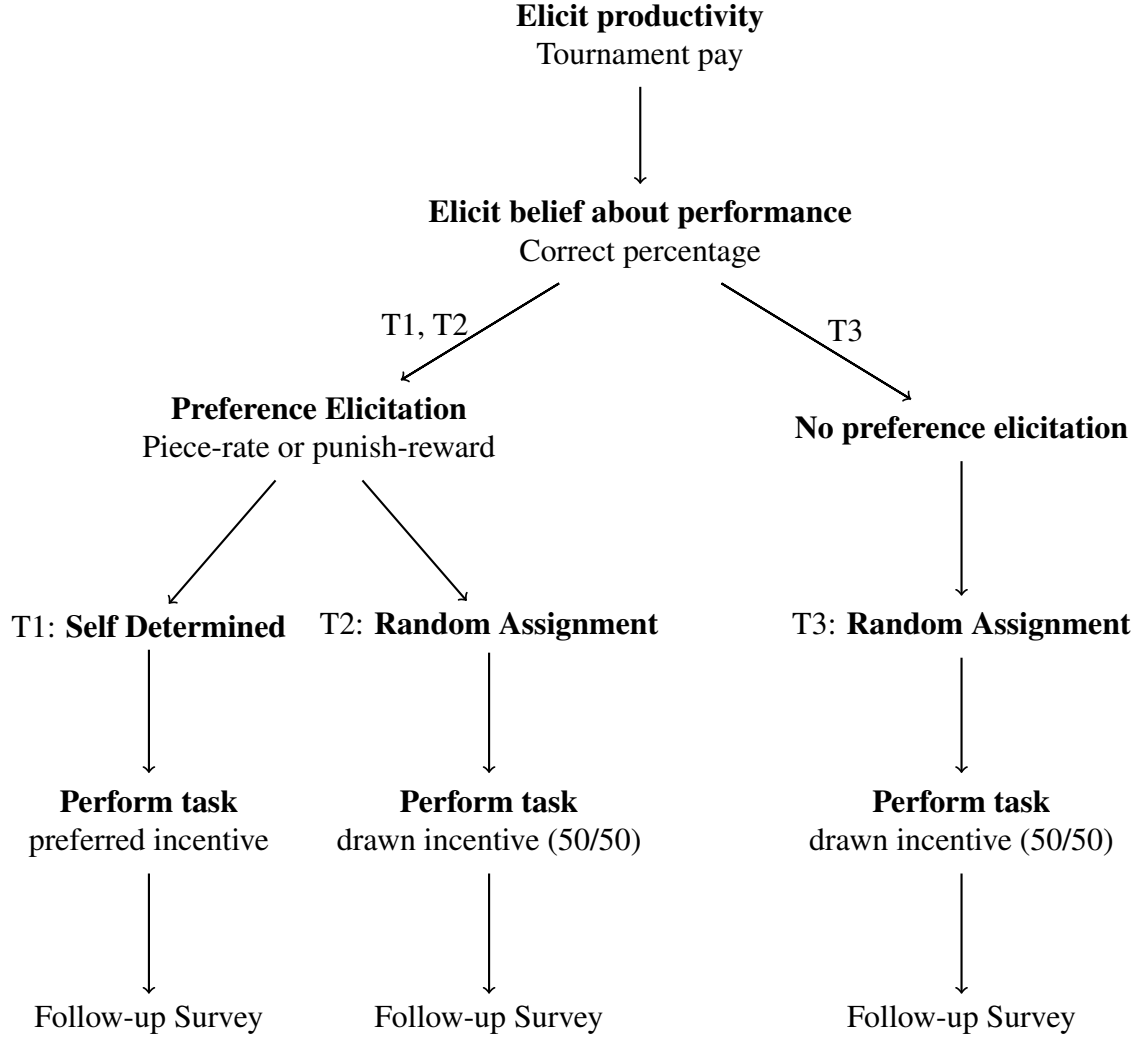 Elicit productivity
Tournament pay
Elicit belief about performance
Correct percentage
T1, T2
T3
Preference Elicitation
Piece-rate or punish-reward
No preference elicitation
T1: Self Determined
T2: Random Assignment
T3: Random Assignment
Perform task
preferred incentive
Perform task
drawn incentive (50/50)
Perform task
drawn incentive (50/50)
Follow-up Survey
Follow-up Survey
Follow-up Survey